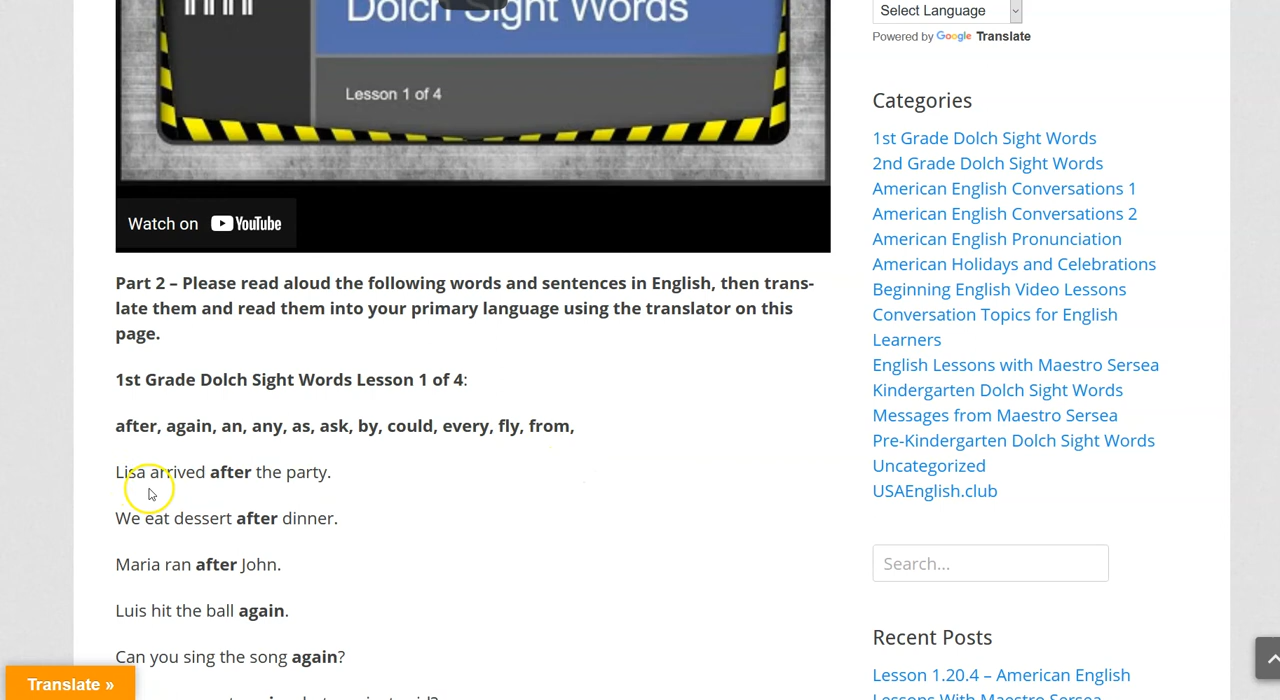 Dolch Sight Words
Lesson 1 of 4
Watch on YouTube
Part 2 – Please read aloud the following words and sentences in English, then trans-
late them and read them into your primary language using the translator on this
page.
1st Grade Dolch Sight Words Lesson 1 of 4:
after, again, an, any, as, ask, by, could, every, fly, from,
Lisa arrived after the party.
We eat dessert after dinner.
Maria ran after John.
Luis hit the ball again.
Can you sing the song again?
Translate »
Select Language
Powered by Google Translate
Categories
1st Grade Dolch Sight Words
2nd Grade Dolch Sight Words
American English Conversations 1
American English Conversations 2
American English Pronunciation
American Holidays and Celebrations
Beginning English Video Lessons
Conversation Topics for English
Learners
English Lessons with Maestro Sersea
Kindergarten Dolch Sight Words
Messages from Maestro Sersea
Pre-Kindergarten Dolch Sight Words
Uncategorized
USAEnglish.club
Search...
Recent Posts
Lesson 1.20.4 – American English
Lessons With Maestro Sersea